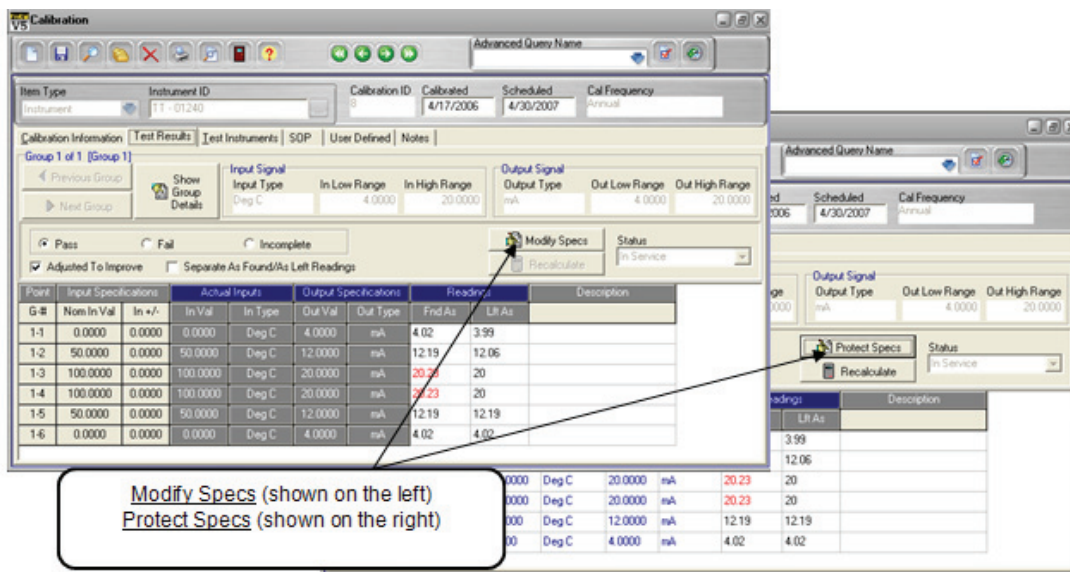 V5 Calibration
Advanced Query Name
Item Type
Instrument ID
Calibration ID
Calibrated
Scheduled
Cal Frequency
Instrument
TT - 01240
8
4/17/2006
4/30/2007
Annual
Calibration Information
Test Results
Test Instruments
SOP
User Defined
Notes
Group 1 of 1 [Group 1]
Previous Group
Next Group
Show Group Details
Input Signal
Input Type
In Low Range
In High Range
Deg C
4.0000
20.0000
Output Signal
Output Type
Out Low Range
Out High Range
mA
4.0000
20.0000
Pass
Fail
Incomplete
Adjusted To Improve
Separate As Found/As Left Readings
Modify Specs
Recalculate
Status
In Service
Point Input Specifications Actual Inputs Output Specifications Readings Description
G-# Nom In Val In +/- In Val In Type Out Val Out Type Fnd As Lft As
1-1 0.0000 0.0000 0.0000 Deg C 4.0000 mA 4.02 3.99
1-2 50.0000 0.0000 50.0000 Deg C 12.0000 mA 12.19 12.06
1-3 100.0000 0.0000 100.0000 Deg C 20.0000 mA 20.23 20
1-4 100.0000 0.0000 100.0000 Deg C 20.0000 mA 20.23 20
1-5 50.0000 0.0000 50.0000 Deg C 12.0000 mA 12.19 12.19
1-6 0.0000 0.0000 0.0000 Deg C 4.0000 mA 4.02 4.02
Modify Specs (shown on the left)
Protect Specs (shown on the right)
Advanced Query Name
Scheduled
Cal Frequency
4/30/2007
Annual
Output Signal
Output Type
Out Low Range
Out High Range
mA
4.0000
20.0000
Protect Specs
Recalculate
Status
In Service
Description
Lft As
3.99
12.06
Deg C 20.0000 mA 20.23 20
Deg C 20.0000 mA 20.23 20
Deg C 12.0000 mA 12.19 12.19
Deg C 4.0000 mA 4.02 4.02